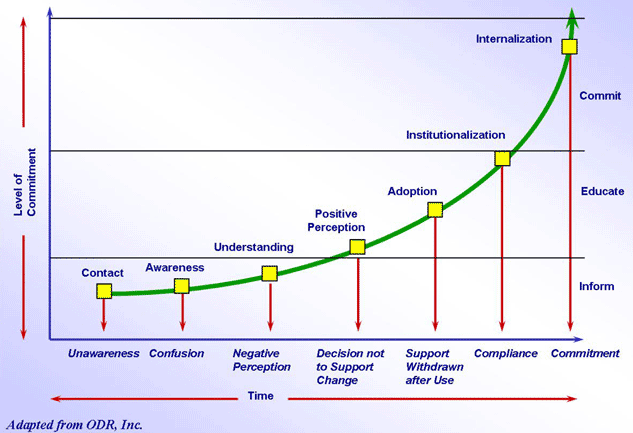 Internalization
Commit
Institutionalization
Level of
Commitment
Adoption
Educate
Positive
Perception
Understanding
Awareness
Contact
Inform
Unawareness
Confusion
Negative
Perception
Decision not
to Support
Change
Support
Withdrawn
after Use
Compliance
Commitment
Time
Adapted from ODR, Inc.